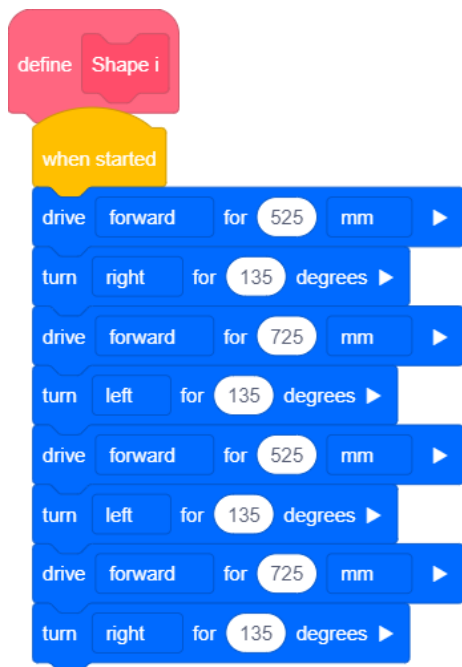 define Shape i
when started
drive forward for 525 mm
turn right for 135 degrees
drive forward for 725 mm
turn left for 135 degrees
drive forward for 525 mm
turn left for 135 degrees
drive forward for 725 mm
turn right for 135 degrees